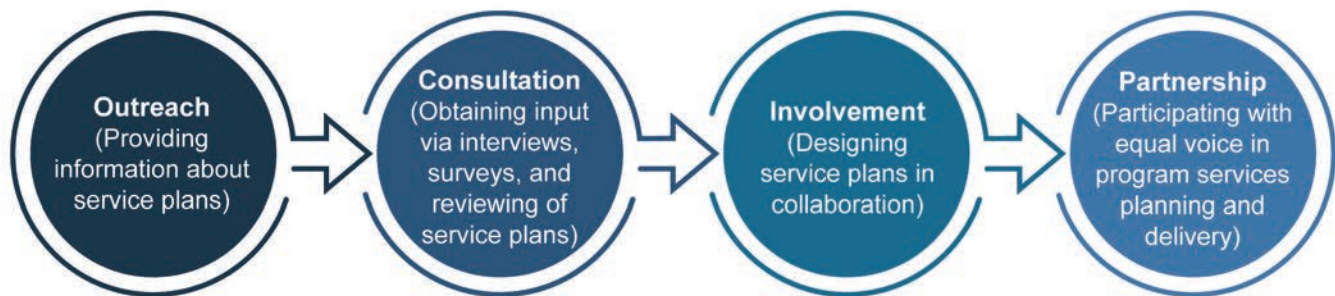 Outreach
(Providing
information about
service plans)
Consultation
(Obtaining input
via interviews,
surveys, and
reviewing of
service plans)
Involvement
(Designing
service plans in
collaboration)
Partnership
(Participating with
equal voice in
program services
planning and
delivery)